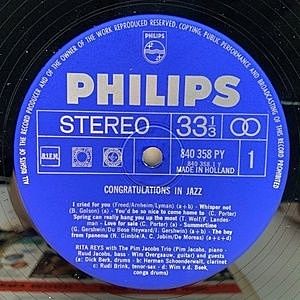 ALL RIGHTS OF THE RECORD PRODUCER AND OF THE OWNER OF THE WORK REPRODUCED RESERVED. COPYING, PUBLIC PERFORMANCE AND BROADCASTING OF THIS RECORD PROHIBITED
PHILIPS
PHILIPS
STEREO
33⅓
B.I.E.M.
840 358 PY
840 358 1 Y
MADE IN HOLLAND
1
CONGRATULATIONS IN JAZZ
I cried for you (Freed/Arnheim/Lyman) (a+b) - Whisper not
(B. Golson) (a) - You'd be so nice to come home to (C. Porter)
(a) - Spring can really hang you up the most (T. Wolf/F. Landes-
man) - Love for sale (C. Porter) (a) - Summertime
(G. Gershwin/Du Bose Heyward/I. Gershwin) (a+b) - The boy
from Ipanema (De Moraes/A. C. Jobim) (a+c+d)
RITA REYS with The Pim Jacobs Trio (Pim Jacobs, piano -
Ruud Jacobs, bass - Wim Overgaauw, guitar) and guests
(a: Dick Berk, drums - b: Herman Schoonderwalt, clarinet
c: Rudi Brink, tenor-sax - d: Wim v.d. Beek,
conga drums)